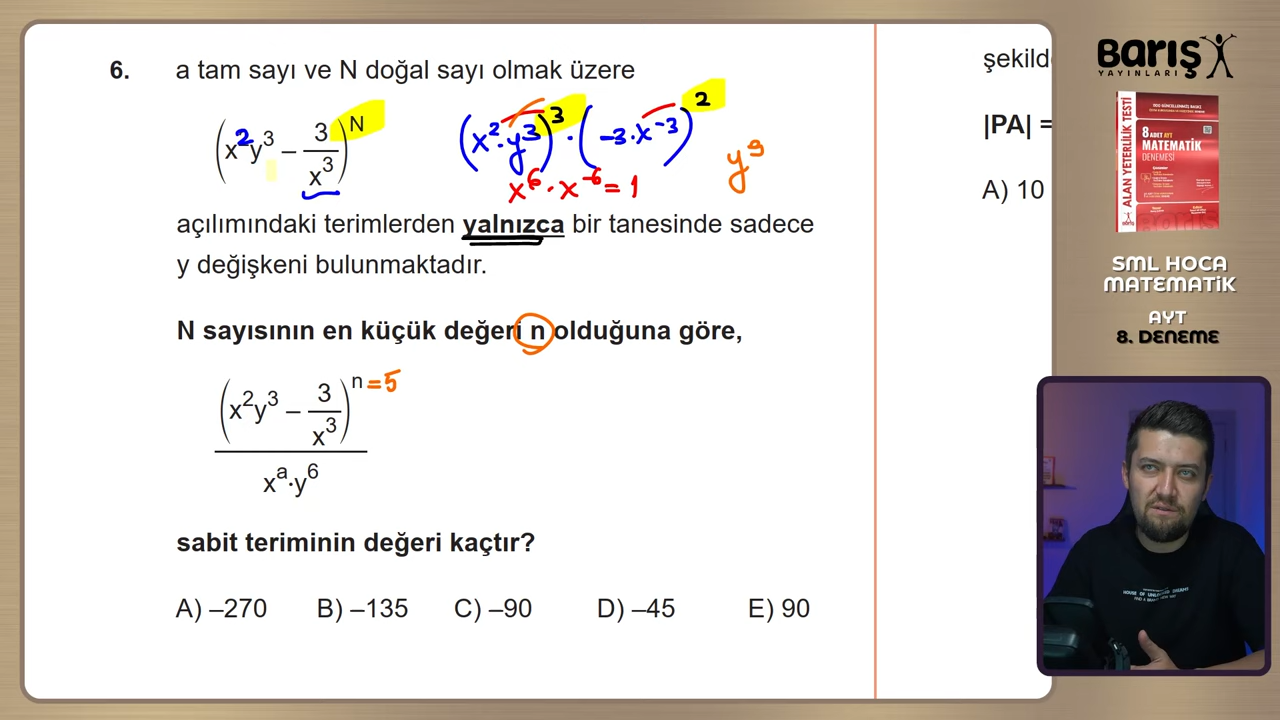 6. a tam sayı ve N doğal sayı olmak üzere
(x²y³ – 3/x³)^N (x²·y³)³ · (-3·x⁻³)²
x⁶ · x⁻⁶ = 1
y⁹
açılımındaki terimlerden yalnızca bir tanesinde sadece
y değişkeni bulunmaktadır.
N sayısının en küçük değeri n olduğuna göre,
(x²y³ – 3/x³)^n = 5
x^a·y⁶
sabit teriminin değeri kaçtır?
A) –270 B) –135 C) –90 D) –45 E) 90
şekild
|PA| =
A) 10
BARIŞ
YAYINLARI
ALAN YETERLİLİK TESTİ
8 ADET AYT
MATEMATİK
DENEMESİ
BARIŞ
SML HOCA
MATEMATİK
AYT
8. DENEME